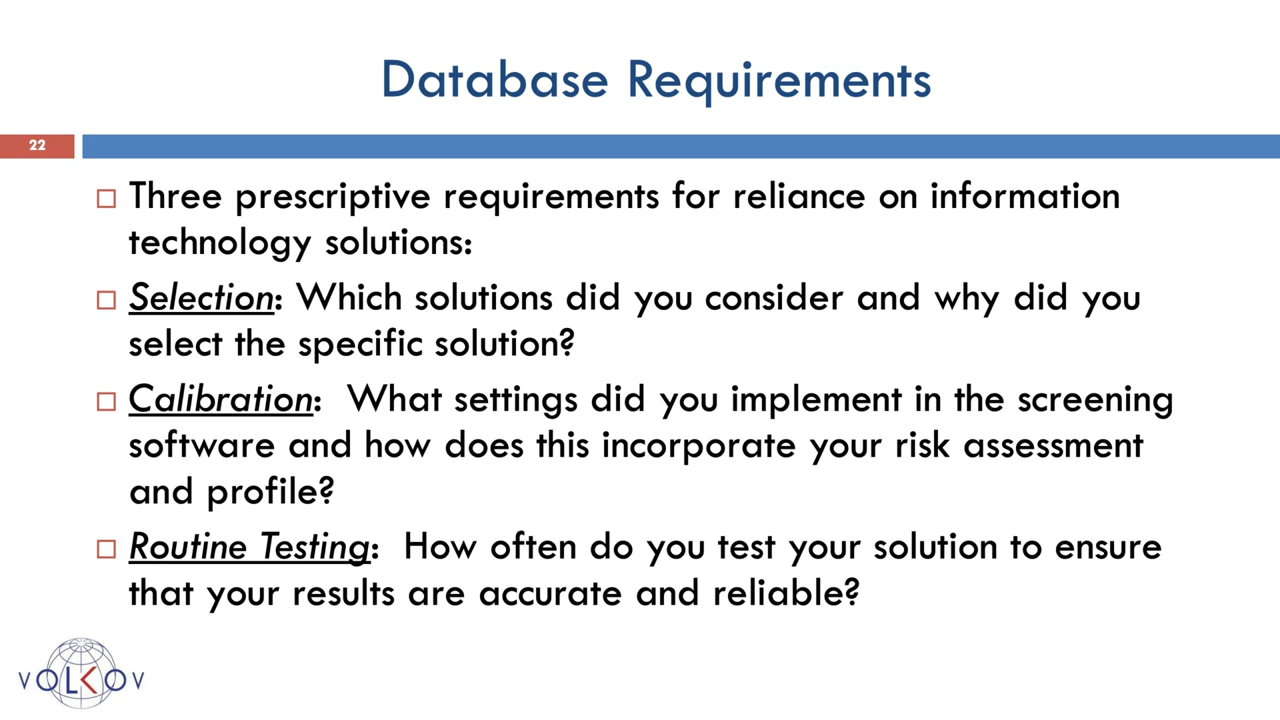 Database Requirements
22
Three prescriptive requirements for reliance on information
technology solutions:
Selection: Which solutions did you consider and why did you
select the specific solution?
Calibration: What settings did you implement in the screening
software and how does this incorporate your risk assessment
and profile?
Routine Testing: How often do you test your solution to ensure
that your results are accurate and reliable?
VOLKOV